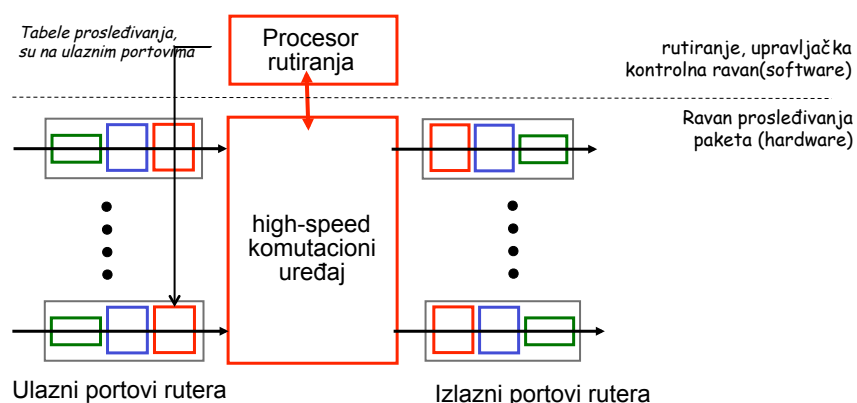 Tabele prosleđivanja,
su na ulaznim portovima
Procesor
rutiranja
rutiranje, upravljačka
kontrolna ravan(software)
Ravan prosleđivanja
paketa (hardware)
high-speed
komutacioni
uređaj
Ulazni portovi rutera
Izlazni portovi rutera